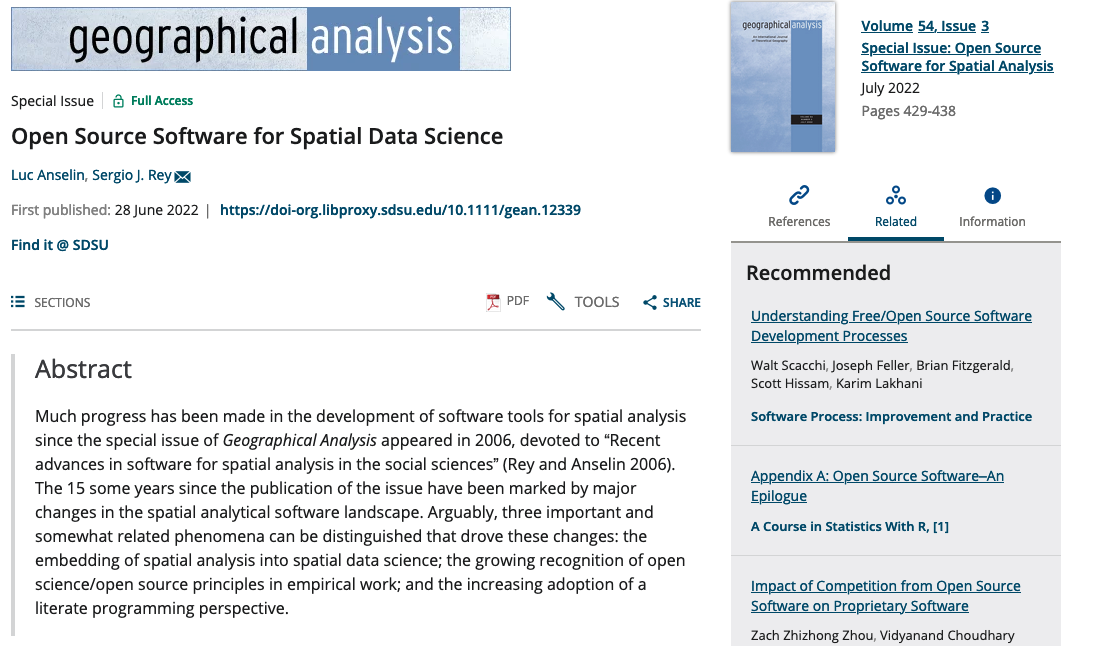 geographical analysis
Special Issue Full Access
Open Source Software for Spatial Data Science
Luc Anselin, Sergio J. Rey
First published: 28 June 2022 | https://doi-org.libproxy.sdsu.edu/10.1111/gean.12339
Find it @ SDSU
SECTIONS PDF TOOLS SHARE
Abstract
Much progress has been made in the development of software tools for spatial analysis
since the special issue of Geographical Analysis appeared in 2006, devoted to “Recent
advances in software for spatial analysis in the social sciences” (Rey and Anselin 2006).
The 15 some years since the publication of the issue have been marked by major
changes in the spatial analytical software landscape. Arguably, three important and
somewhat related phenomena can be distinguished that drove these changes: the
embedding of spatial analysis into spatial data science; the growing recognition of open
science/open source principles in empirical work; and the increasing adoption of a
literate programming perspective.
geographical analysis
Volume 54, Issue 3
Special Issue: Open Source
Software for Spatial Analysis
July 2022
Pages 429-438
References Related Information
Recommended
Understanding Free/Open Source Software
Development Processes
Walt Scacchi, Joseph Feller, Brian Fitzgerald,
Scott Hissam, Karim Lakhani
Software Process: Improvement and Practice
Appendix A: Open Source Software–An
Epilogue
A Course in Statistics With R, [1]
Impact of Competition from Open Source
Software on Proprietary Software
Zach Zhizhong Zhou, Vidyanand Choudhary